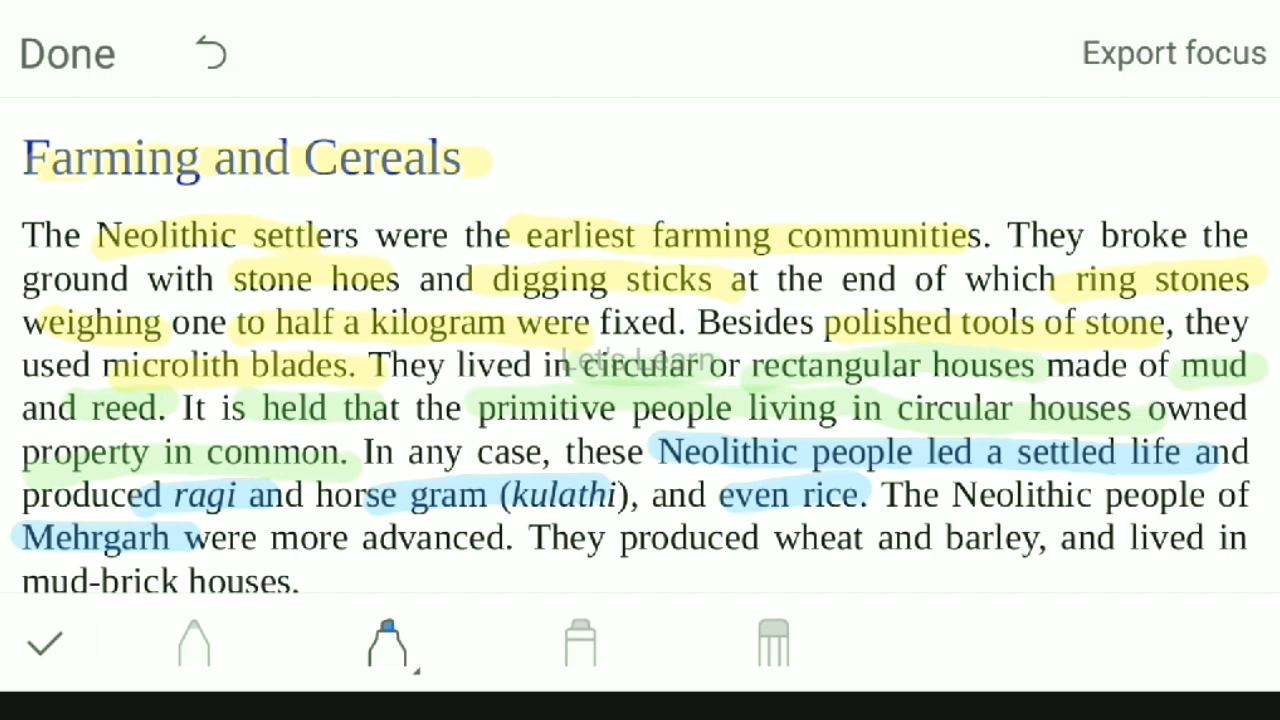 Done
Export focus
Farming and Cereals
The Neolithic settlers were the earliest farming communities. They broke the
ground with stone hoes and digging sticks at the end of which ring stones
weighing one to half a kilogram were fixed. Besides polished tools of stone, they
used microlith blades. They lived in circular or rectangular houses made of mud
Let's Learn
and reed. It is held that the primitive people living in circular houses owned
property in common. In any case, these Neolithic people led a settled life and
produced ragi and horse gram (kulathi), and even rice. The Neolithic people of
Mehrgarh were more advanced. They produced wheat and barley, and lived in
mud-brick houses.